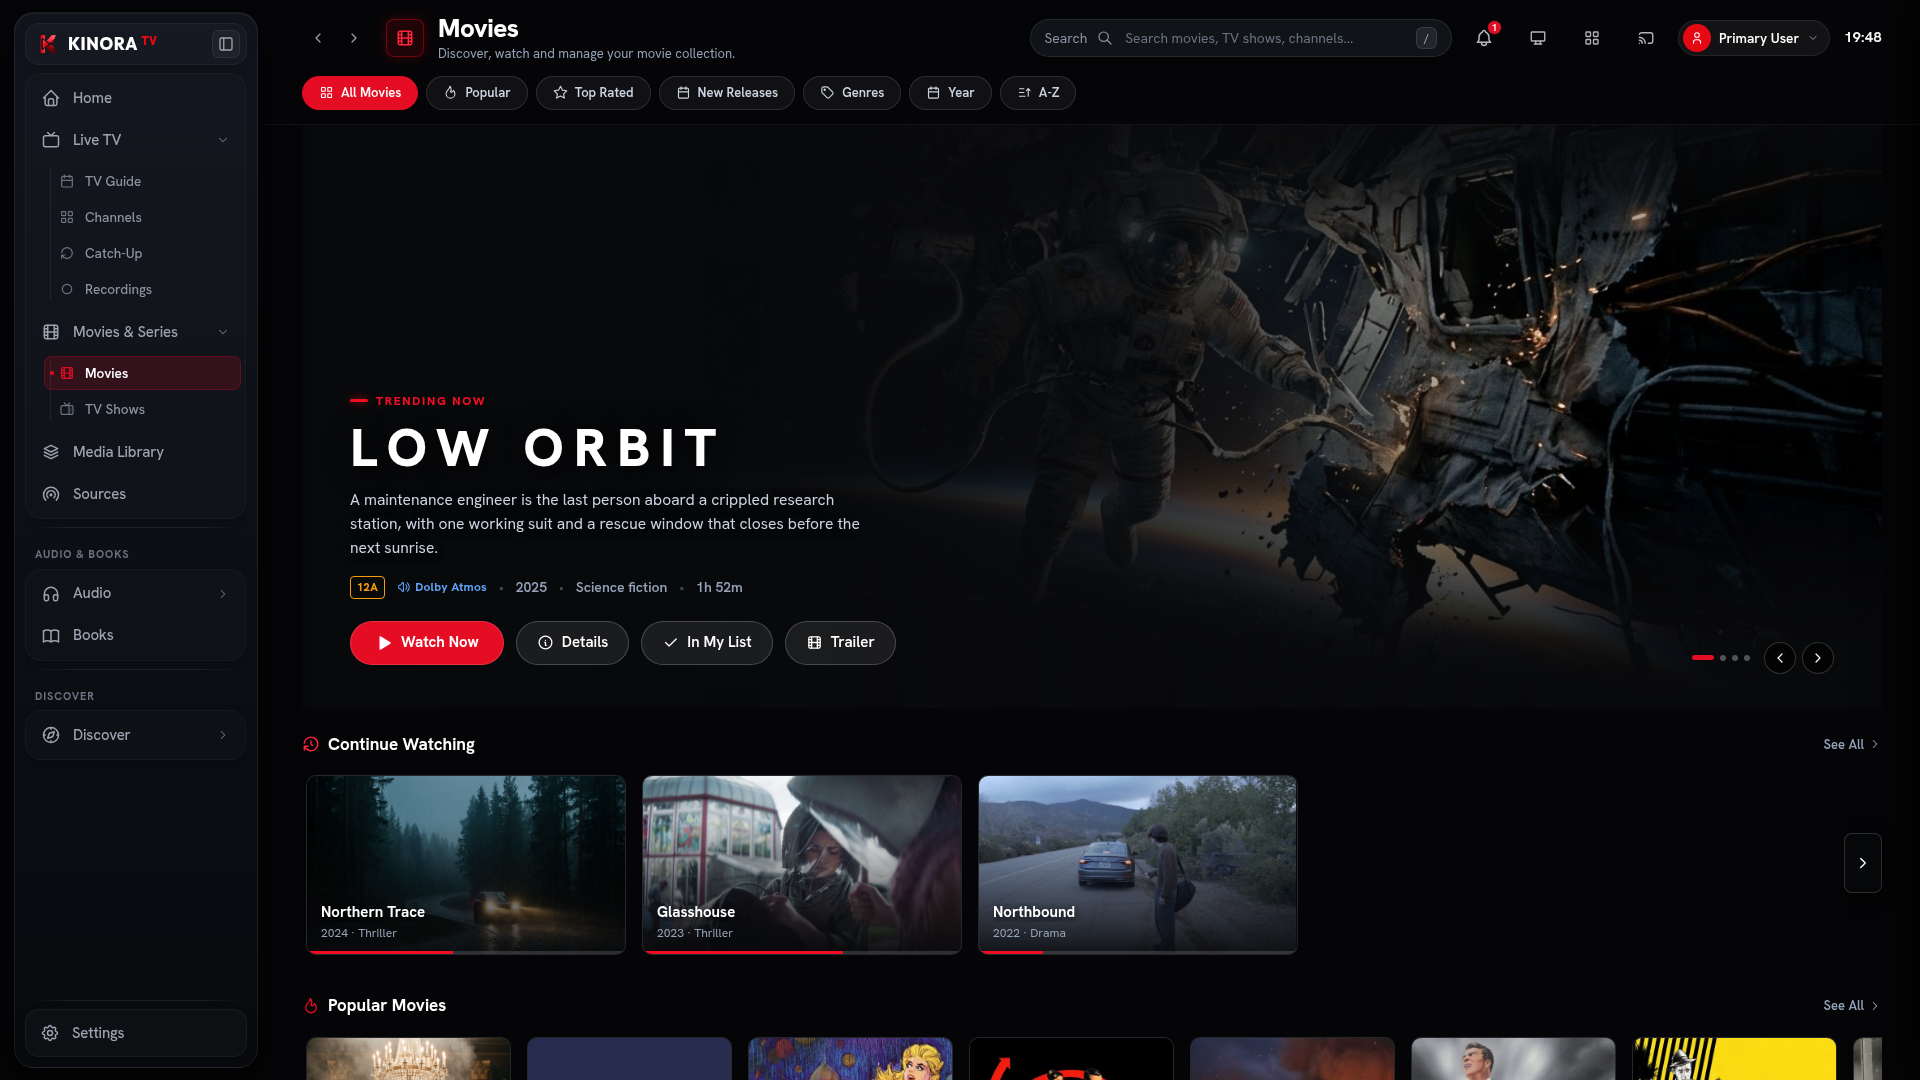 KINORA TV
Home
Live TV
TV Guide
Channels
Catch-Up
Recordings
Movies & Series
Movies
TV Shows
Media Library
Sources
AUDIO & BOOKS
Audio
Books
DISCOVER
Discover
Settings
Movies
Discover, watch and manage your movie collection.
Search Search movies, TV shows, channels... /
1
Primary User
19:48
All Movies Popular Top Rated New Releases Genres Year A-Z
TRENDING NOW
LOW ORBIT
A maintenance engineer is the last person aboard a crippled research
station, with one working suit and a rescue window that closes before the
next sunrise.
12A Dolby Atmos • 2025 • Science fiction • 1h 52m
Watch Now Details In My List Trailer
Continue Watching
See All
Northern Trace
2024 · Thriller
Glasshouse
2023 · Thriller
Northbound
2022 · Drama
Popular Movies
See All